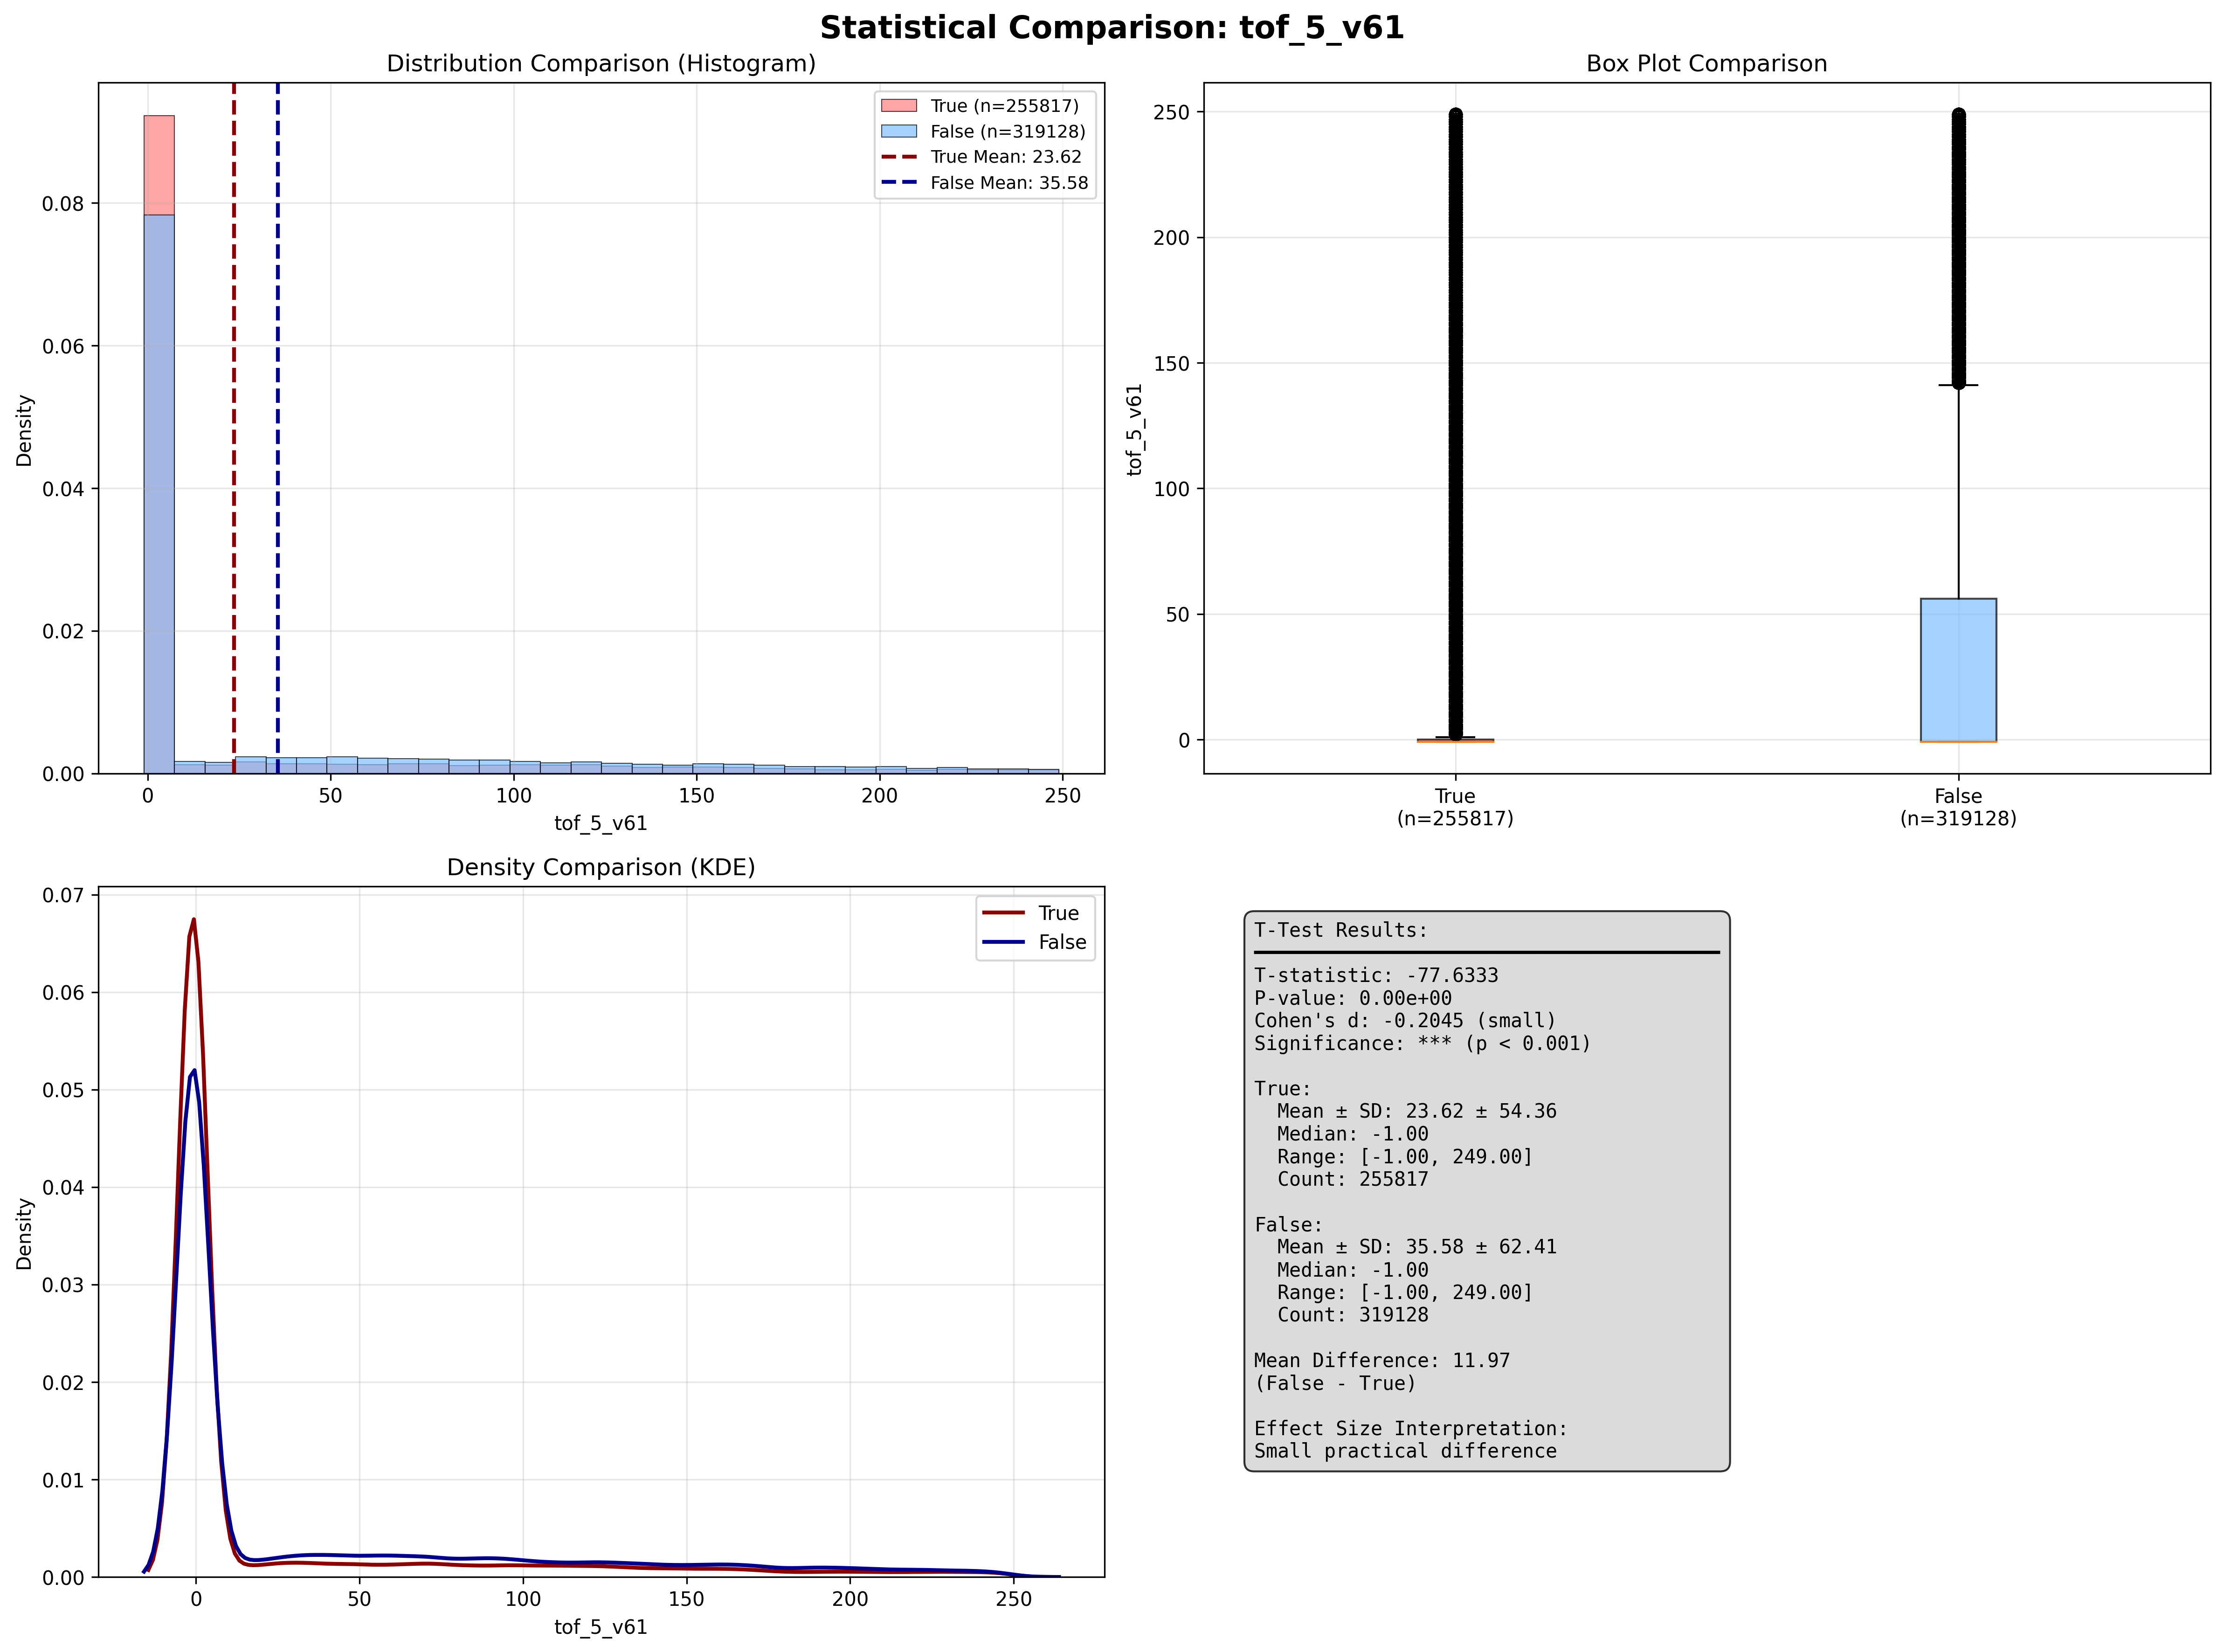 Statistical Comparison: tof_5_v61
Distribution Comparison (Histogram)
True (n=255817)
False (n=319128)
True Mean: 23.62
False Mean: 35.58
Density
0.08
0.06
0.04
0.02
0.00
0
50
100
150
200
250
tof_5_v61
Box Plot Comparison
tof_5_v61
250
200
150
100
50
0
True
(n=255817)
False
(n=319128)
Density Comparison (KDE)
True
False
Density
0.07
0.06
0.05
0.04
0.03
0.02
0.01
0.00
0
50
100
150
200
250
tof_5_v61
T-Test Results:
T-statistic: -77.6333
P-value: 0.00e+00
Cohen's d: -0.2045 (small)
Significance: *** (p < 0.001)
True:
Mean ± SD: 23.62 ± 54.36
Median: -1.00
Range: [-1.00, 249.00]
Count: 255817
False:
Mean ± SD: 35.58 ± 62.41
Median: -1.00
Range: [-1.00, 249.00]
Count: 319128
Mean Difference: 11.97
(False - True)
Effect Size Interpretation:
Small practical difference